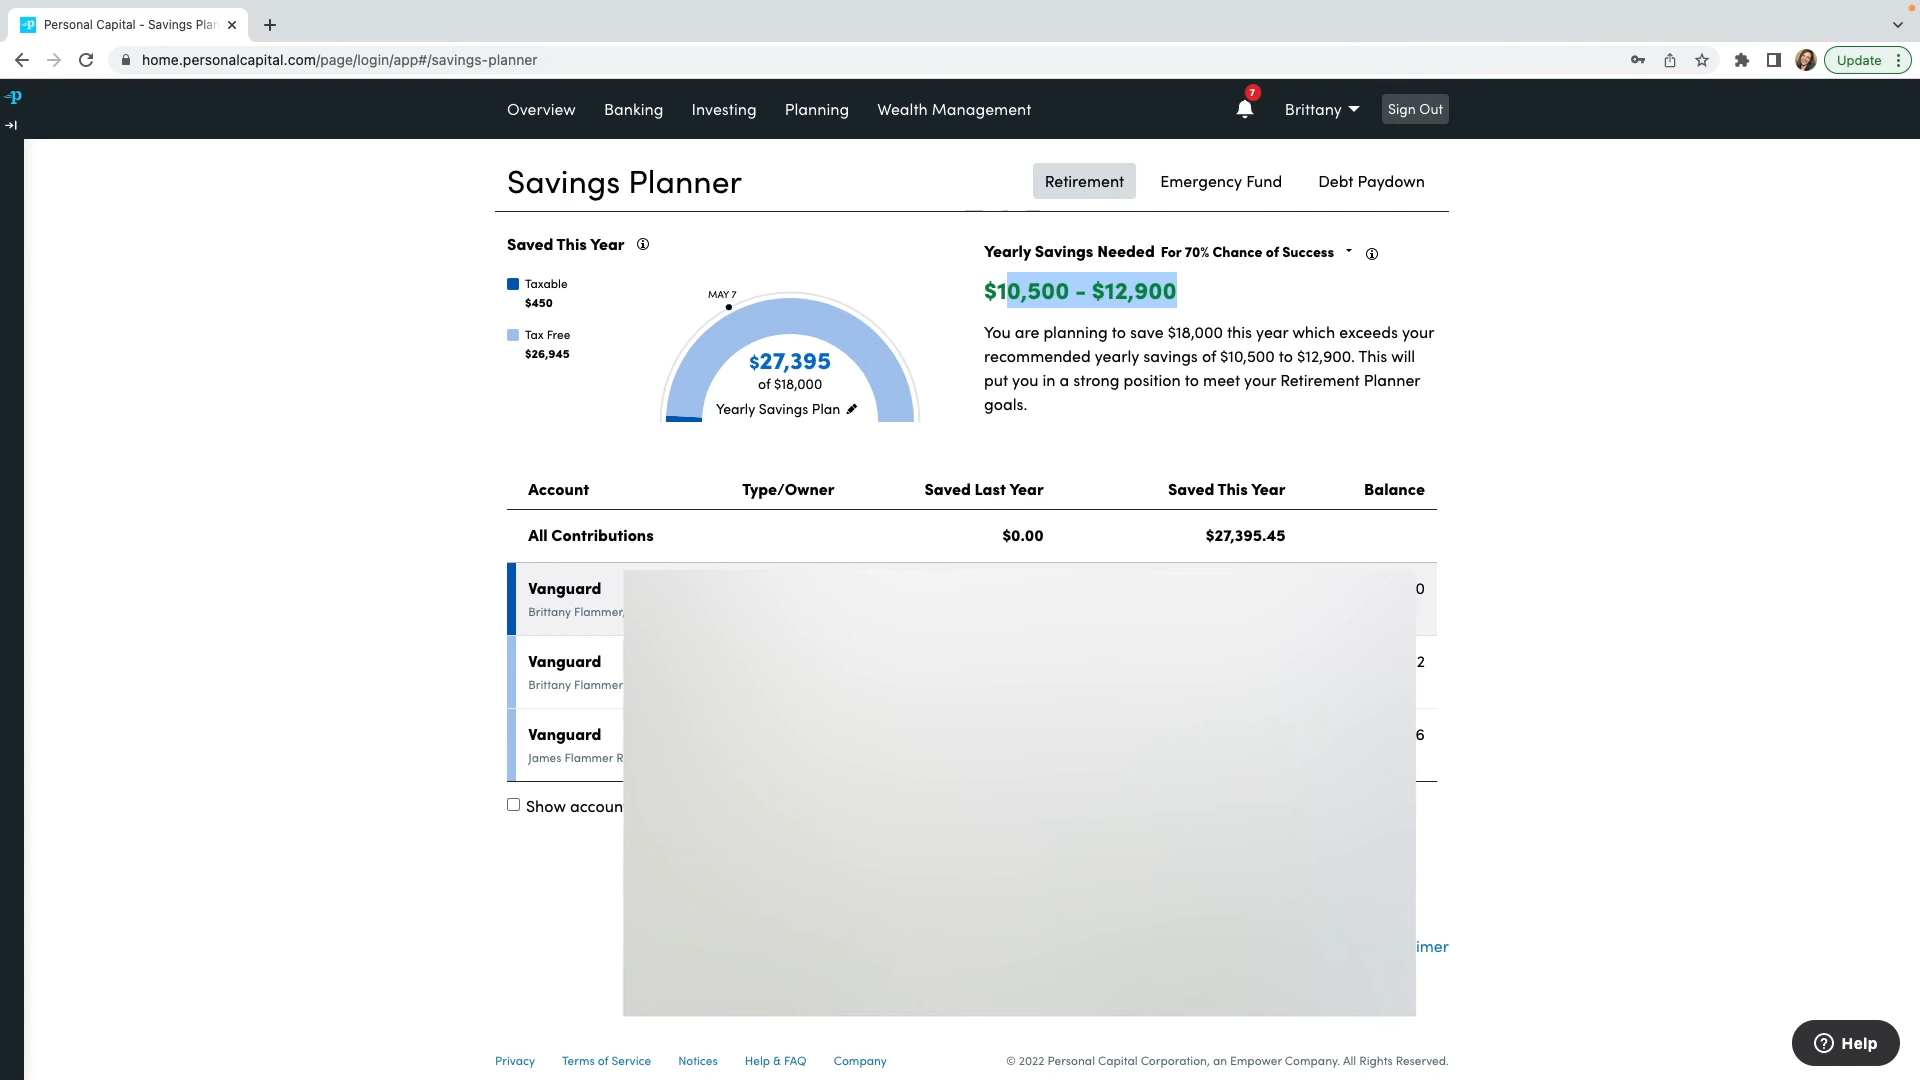 Personal Capital - Savings Plan
home.personalcapital.com/page/login/app#/savings-planner
Update
Overview
Banking
Investing
Planning
Wealth Management
7
Brittany
Sign Out
Savings Planner
Retirement
Emergency Fund
Debt Paydown
Saved This Year
Taxable
$450
Tax Free
$26,945
MAY 7
$27,395
of $18,000
Yearly Savings Plan
Yearly Savings Needed For 70% Chance of Success
$10,500 - $12,900
You are planning to save $18,000 this year which exceeds your
recommended yearly savings of $10,500 to $12,900. This will
put you in a strong position to meet your Retirement Planner
goals.
Account Type/Owner Saved Last Year Saved This Year Balance
All Contributions $0.00 $27,395.45
Vanguard 0
Brittany Flammer,
Vanguard 2
Brittany Flammer
Vanguard 6
James Flammer R
Show accoun
imer
Help
Privacy Terms of Service Notices Help & FAQ Company © 2022 Personal Capital Corporation, an Empower Company. All Rights Reserved.